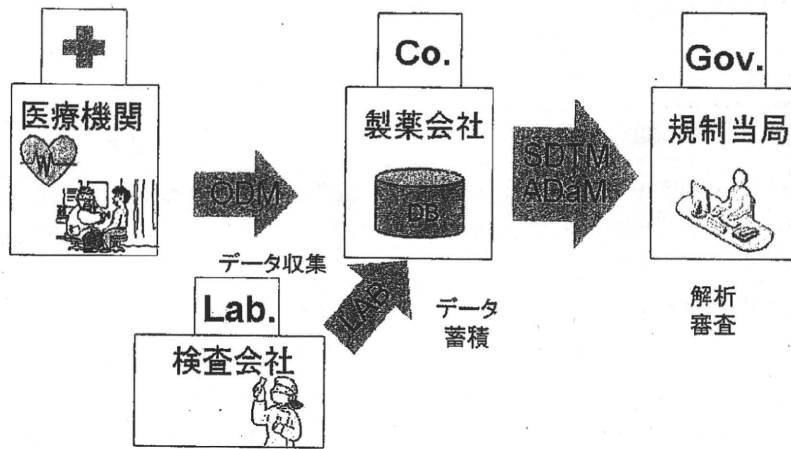 Co.
Gov.
医療機関
製薬会社
規制当局
ODM
SDTM
ADaM
DB
データ収集
LAB
データ
蓄積
解析
審査
Lab.
検査会社